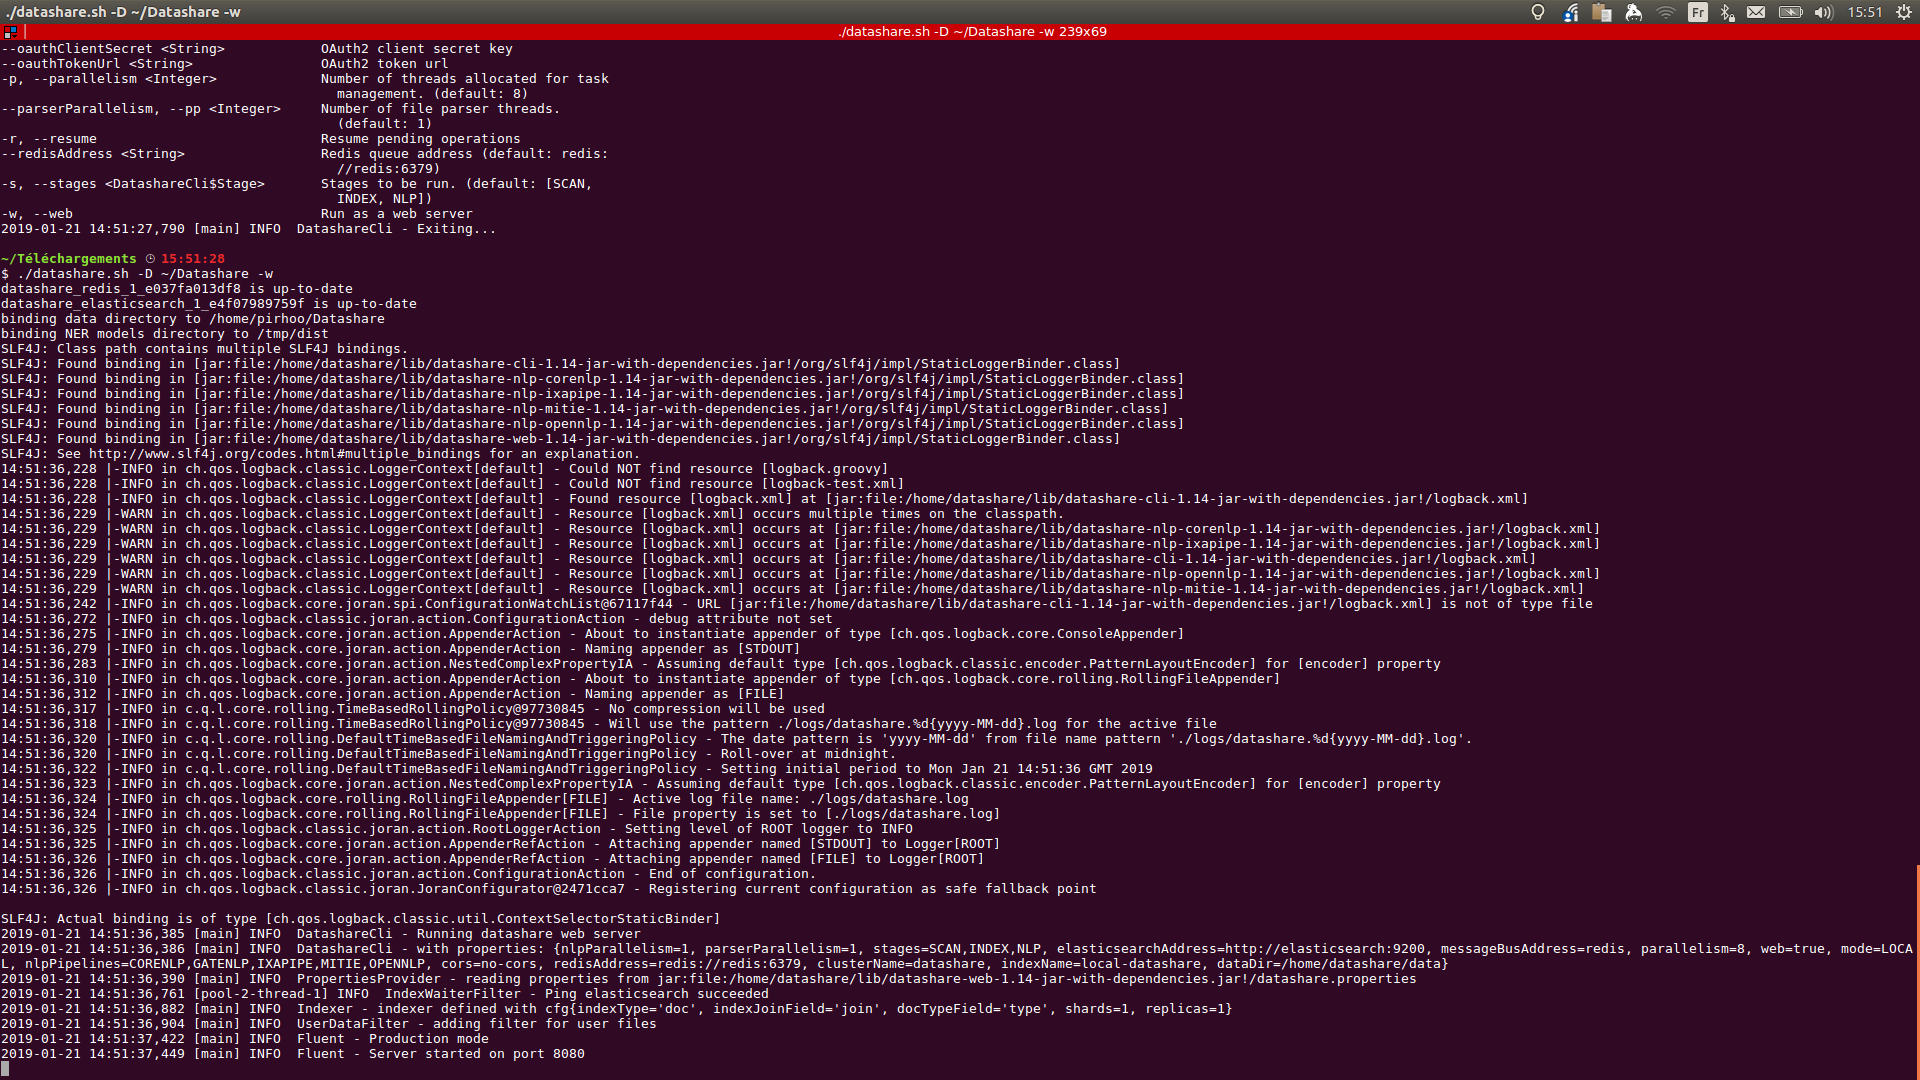 ./datashare.sh -D ~/Datashare -w
Fr
15:51
./datashare.sh -D ~/Datashare -w 239x69
--oauthClientSecret <String> OAuth2 client secret key
--oauthTokenUrl <String> OAuth2 token url
-p, --parallelism <Integer> Number of threads allocated for task
management. (default: 8)
--parserParallelism, --pp <Integer> Number of file parser threads.
(default: 1)
-r, --resume Resume pending operations
--redisAddress <String> Redis queue address (default: redis:
//redis:6379)
-s, --stages <DatashareCli$Stage> Stages to be run. (default: [SCAN,
INDEX, NLP])
-w, --web Run as a web server
2019-01-21 14:51:27,790 [main] INFO  DatashareCli - Exiting...
~/Téléchargements 15:51:28
$ ./datashare.sh -D ~/Datashare -w
datashare_redis_1_e037fa013df8 is up-to-date
datashare_elasticsearch_1_e4f07989759f is up-to-date
binding data directory to /home/pirhoo/Datashare
binding NER models directory to /tmp/dist
SLF4J: Class path contains multiple SLF4J bindings.
SLF4J: Found binding in [jar:file:/home/datashare/lib/datashare-cli-1.14-jar-with-dependencies.jar!/org/slf4j/impl/StaticLoggerBinder.class]
SLF4J: Found binding in [jar:file:/home/datashare/lib/datashare-nlp-corenlp-1.14-jar-with-dependencies.jar!/org/slf4j/impl/StaticLoggerBinder.class]
SLF4J: Found binding in [jar:file:/home/datashare/lib/datashare-nlp-ixapipe-1.14-jar-with-dependencies.jar!/org/slf4j/impl/StaticLoggerBinder.class]
SLF4J: Found binding in [jar:file:/home/datashare/lib/datashare-nlp-mitie-1.14-jar-with-dependencies.jar!/org/slf4j/impl/StaticLoggerBinder.class]
SLF4J: Found binding in [jar:file:/home/datashare/lib/datashare-nlp-opennlp-1.14-jar-with-dependencies.jar!/org/slf4j/impl/StaticLoggerBinder.class]
SLF4J: Found binding in [jar:file:/home/datashare/lib/datashare-web-1.14-jar-with-dependencies.jar!/org/slf4j/impl/StaticLoggerBinder.class]
SLF4J: See http://www.slf4j.org/codes.html#multiple_bindings for an explanation.
14:51:36,228 |-INFO in ch.qos.logback.classic.LoggerContext[default] - Could NOT find resource [logback.groovy]
14:51:36,228 |-INFO in ch.qos.logback.classic.LoggerContext[default] - Could NOT find resource [logback-test.xml]
14:51:36,228 |-INFO in ch.qos.logback.classic.LoggerContext[default] - Found resource [logback.xml] at [jar:file:/home/datashare/lib/datashare-cli-1.14-jar-with-dependencies.jar!/logback.xml]
14:51:36,229 |-WARN in ch.qos.logback.classic.LoggerContext[default] - Resource [logback.xml] occurs multiple times on the classpath.
14:51:36,229 |-WARN in ch.qos.logback.classic.LoggerContext[default] - Resource [logback.xml] occurs at [jar:file:/home/datashare/lib/datashare-nlp-corenlp-1.14-jar-with-dependencies.jar!/logback.xml]
14:51:36,229 |-WARN in ch.qos.logback.classic.LoggerContext[default] - Resource [logback.xml] occurs at [jar:file:/home/datashare/lib/datashare-nlp-ixapipe-1.14-jar-with-dependencies.jar!/logback.xml]
14:51:36,229 |-WARN in ch.qos.logback.classic.LoggerContext[default] - Resource [logback.xml] occurs at [jar:file:/home/datashare/lib/datashare-cli-1.14-jar-with-dependencies.jar!/logback.xml]
14:51:36,229 |-WARN in ch.qos.logback.classic.LoggerContext[default] - Resource [logback.xml] occurs at [jar:file:/home/datashare/lib/datashare-nlp-opennlp-1.14-jar-with-dependencies.jar!/logback.xml]
14:51:36,229 |-WARN in ch.qos.logback.classic.LoggerContext[default] - Resource [logback.xml] occurs at [jar:file:/home/datashare/lib/datashare-nlp-mitie-1.14-jar-with-dependencies.jar!/logback.xml]
14:51:36,242 |-INFO in ch.qos.logback.core.joran.spi.ConfigurationWatchList@67117f44 - URL [jar:file:/home/datashare/lib/datashare-cli-1.14-jar-with-dependencies.jar!/logback.xml] is not of type file
14:51:36,272 |-INFO in ch.qos.logback.classic.joran.action.ConfigurationAction - debug attribute not set
14:51:36,275 |-INFO in ch.qos.logback.core.joran.action.AppenderAction - About to instantiate appender of type [ch.qos.logback.core.ConsoleAppender]
14:51:36,279 |-INFO in ch.qos.logback.core.joran.action.AppenderAction - Naming appender as [STDOUT]
14:51:36,283 |-INFO in ch.qos.logback.core.joran.action.NestedComplexPropertyIA - Assuming default type [ch.qos.logback.classic.encoder.PatternLayoutEncoder] for [encoder] property
14:51:36,310 |-INFO in ch.qos.logback.core.joran.action.AppenderAction - About to instantiate appender of type [ch.qos.logback.core.rolling.RollingFileAppender]
14:51:36,312 |-INFO in ch.qos.logback.core.joran.action.AppenderAction - Naming appender as [FILE]
14:51:36,317 |-INFO in c.q.l.core.rolling.TimeBasedRollingPolicy@97730845 - No compression will be used
14:51:36,318 |-INFO in c.q.l.core.rolling.TimeBasedRollingPolicy@97730845 - Will use the pattern ./logs/datashare.%d{yyyy-MM-dd}.log for the active file
14:51:36,320 |-INFO in c.q.l.core.rolling.DefaultTimeBasedFileNamingAndTriggeringPolicy - The date pattern is 'yyyy-MM-dd' from file name pattern './logs/datashare.%d{yyyy-MM-dd}.log'.
14:51:36,320 |-INFO in c.q.l.core.rolling.DefaultTimeBasedFileNamingAndTriggeringPolicy - Roll-over at midnight.
14:51:36,322 |-INFO in c.q.l.core.rolling.DefaultTimeBasedFileNamingAndTriggeringPolicy - Setting initial period to Mon Jan 21 14:51:36 GMT 2019
14:51:36,323 |-INFO in ch.qos.logback.core.joran.action.NestedComplexPropertyIA - Assuming default type [ch.qos.logback.classic.encoder.PatternLayoutEncoder] for [encoder] property
14:51:36,324 |-INFO in ch.qos.logback.core.rolling.RollingFileAppender[FILE] - Active log file name: ./logs/datashare.log
14:51:36,324 |-INFO in ch.qos.logback.core.rolling.RollingFileAppender[FILE] - File property is set to [./logs/datashare.log]
14:51:36,325 |-INFO in ch.qos.logback.classic.joran.action.RootLoggerAction - Setting level of ROOT logger to INFO
14:51:36,325 |-INFO in ch.qos.logback.core.joran.action.AppenderRefAction - Attaching appender named [STDOUT] to Logger[ROOT]
14:51:36,326 |-INFO in ch.qos.logback.core.joran.action.AppenderRefAction - Attaching appender named [FILE] to Logger[ROOT]
14:51:36,326 |-INFO in ch.qos.logback.classic.joran.action.ConfigurationAction - End of configuration.
14:51:36,326 |-INFO in ch.qos.logback.classic.joran.JoranConfigurator@2471cca7 - Registering current configuration as safe fallback point
SLF4J: Actual binding is of type [ch.qos.logback.classic.util.ContextSelectorStaticBinder]
2019-01-21 14:51:36,385 [main] INFO  DatashareCli - Running datashare web server
2019-01-21 14:51:36,386 [main] INFO  DatashareCli - with properties: {nlpParallelism=1, parserParallelism=1, stages=SCAN,INDEX,NLP, elasticsearchAddress=http://elasticsearch:9200, messageBusAddress=redis, parallelism=8, web=true, mode=LOCA
L, nlpPipelines=CORENLP,GATENLP,IXAPIPE,MITIE,OPENNLP, cors=no-cors, redisAddress=redis://redis:6379, clusterName=datashare, indexName=local-datashare, dataDir=/home/datashare/data}
2019-01-21 14:51:36,390 [main] INFO  PropertiesProvider - reading properties from jar:file:/home/datashare/lib/datashare-web-1.14-jar-with-dependencies.jar!/datashare.properties
2019-01-21 14:51:36,761 [pool-2-thread-1] INFO  IndexWaiterFilter - Ping elasticsearch succeeded
2019-01-21 14:51:36,882 [main] INFO  Indexer - indexer defined with cfg{indexType='doc', indexJoinField='join', docTypeField='type', shards=1, replicas=1}
2019-01-21 14:51:36,904 [main] INFO  UserDataFilter - adding filter for user files
2019-01-21 14:51:37,422 [main] INFO  Fluent - Production mode
2019-01-21 14:51:37,449 [main] INFO  Fluent - Server started on port 8080